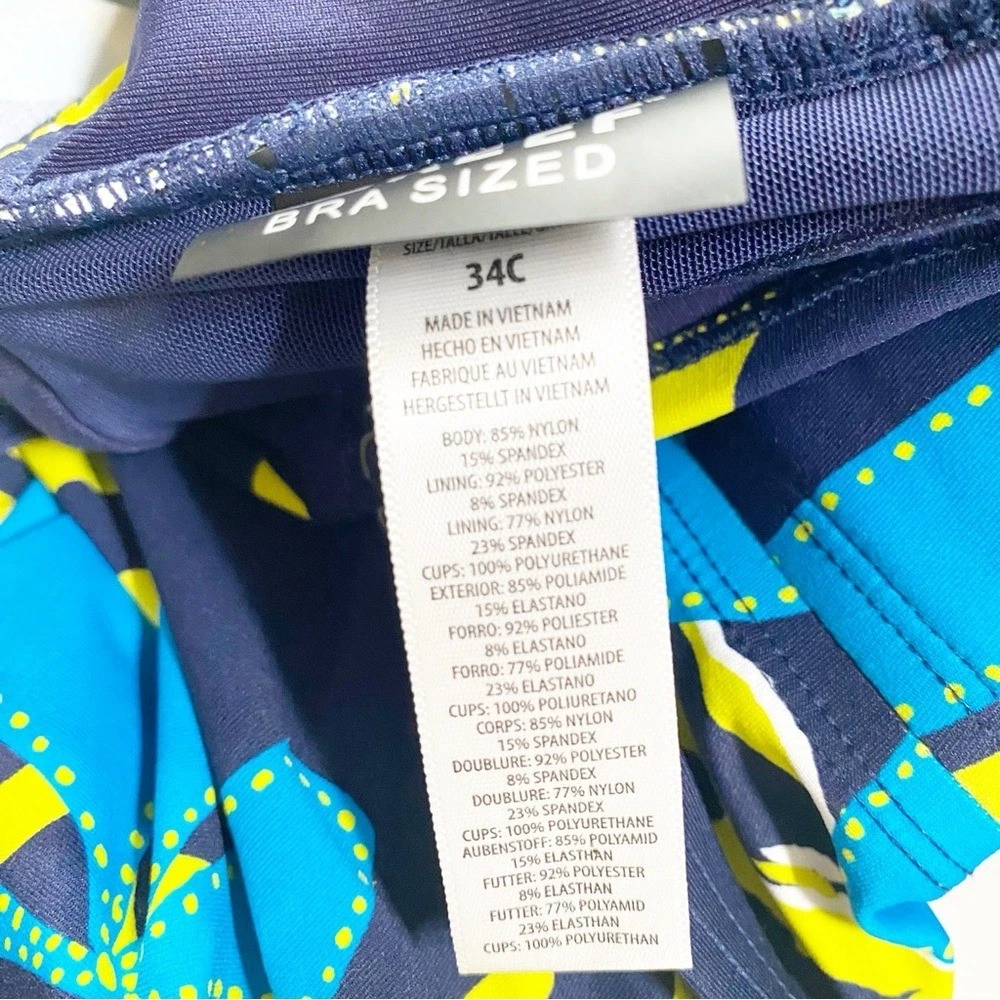 BRA SIZED
SIZE/TALLA/TAILLE/
34C
MADE IN VIETNAM
HECHO EN VIETNAM
FABRIQUE AU VIETNAM
HERGESTELLT IN VIETNAM
BODY: 85% NYLON
15% SPANDEX
LINING: 92% POLYESTER
8% SPANDEX
LINING: 77% NYLON
23% SPANDEX
CUPS: 100% POLYURETHANE
EXTERIOR: 85% POLIAMIDE
15% ELASTANO
FORRO: 92% POLIESTER
8% ELASTANO
FORRO: 77% POLIAMIDE
23% ELASTANO
CUPS: 100% POLIURETANO
CORPS: 85% NYLON
15% SPANDEX
DOUBLURE: 92% POLYESTER
8% SPANDEX
DOUBLURE: 77% NYLON
23% SPANDEX
CUPS: 100% POLYURETHANE
AUBENSTOFF: 85% POLYAMID
15% ELASTHAN
FUTTER: 92% POLYESTER
8% ELASTHAN
FUTTER: 77% POLYAMID
23% ELASTHAN
CUPS: 100% POLYURETHAN